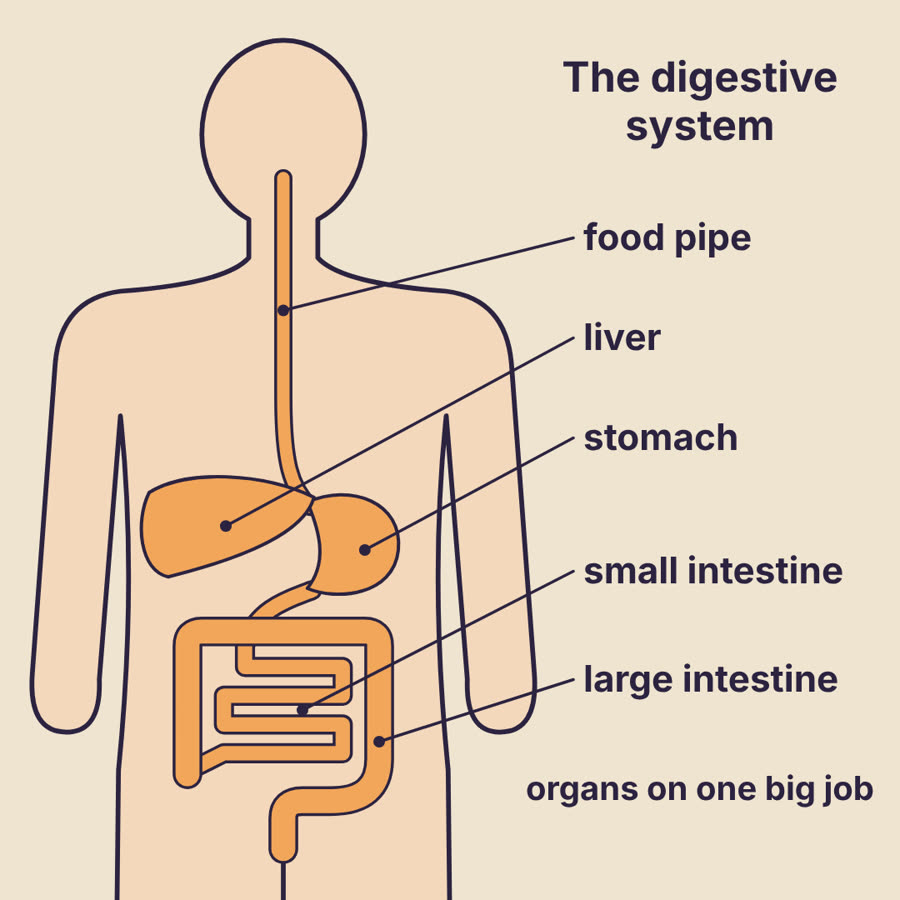 The digestive
system
food pipe
liver
stomach
small intestine
large intestine
organs on one big job